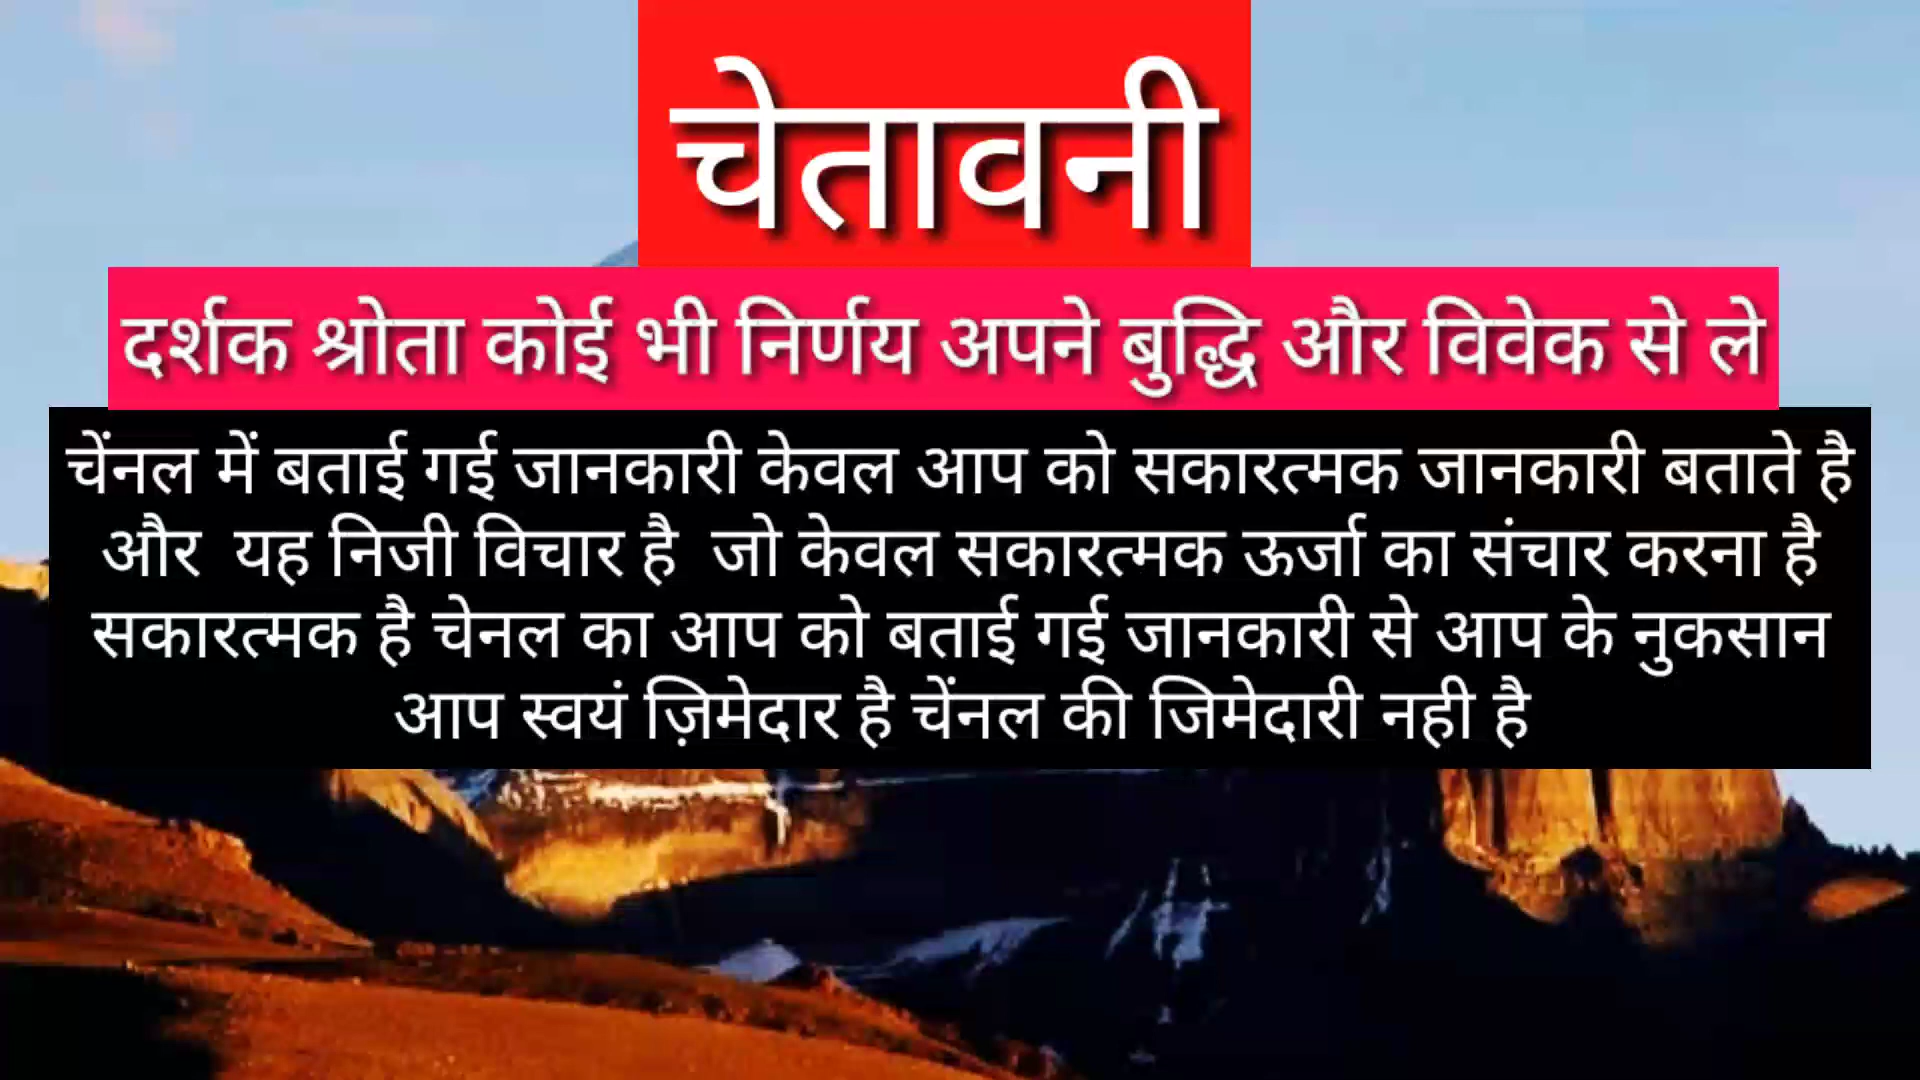 चेतावनी
दर्शक श्रोता कोई भी निर्णय अपने बुद्धि और विवेक से ले
चेंनल में बताई गई जानकारी केवल आप को सकारत्मक जानकारी बताते है
और यह निजी विचार है जो केवल सकारत्मक ऊर्जा का संचार करना है
सकारत्मक है चेनल का आप को बताई गई जानकारी से आप के नुकसान
आप स्वयं ज़िमेदार है चेंनल की जिमेदारी नही है